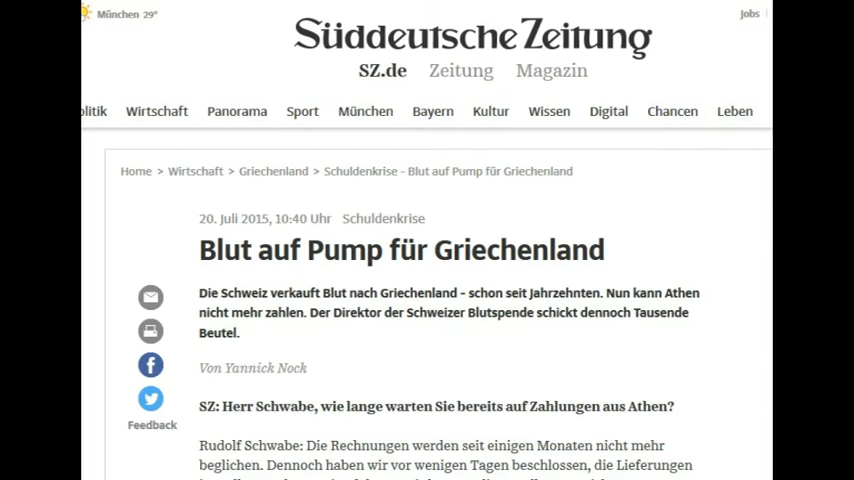 München 29°
Jobs
Süddeutsche Zeitung
SZ.de Zeitung Magazin
olitik Wirtschaft Panorama Sport München Bayern Kultur Wissen Digital Chancen Leben
Home > Wirtschaft > Griechenland > Schuldenkrise - Blut auf Pump für Griechenland
20. Juli 2015, 10:40 Uhr Schuldenkrise
Blut auf Pump für Griechenland
Die Schweiz verkauft Blut nach Griechenland - schon seit Jahrzehnten. Nun kann Athen
nicht mehr zahlen. Der Direktor der Schweizer Blutspende schickt dennoch Tausende
Beutel.
Von Yannick Nock
Feedback
SZ: Herr Schwabe, wie lange warten Sie bereits auf Zahlungen aus Athen?
Rudolf Schwabe: Die Rechnungen werden seit einigen Monaten nicht mehr
beglichen. Dennoch haben wir vor wenigen Tagen beschlossen, die Lieferungen